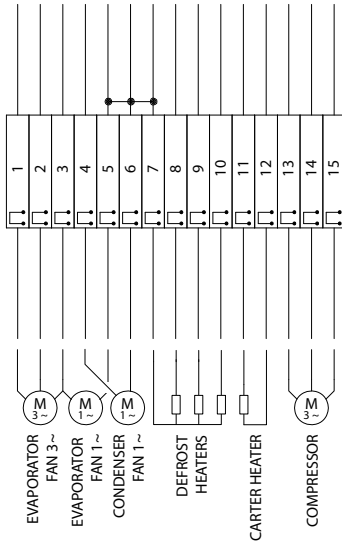 1 2 3 4 5 6 7 8 9 10 11 12 13 14 15
M
3~
M
1~
M
1~
M
3~
EVAPORATOR
FAN 3~
EVAPORATOR
FAN 1~
CONDENSER
FAN 1~
DEFROST
HEATERS
CARTER HEATER
COMPRESSOR